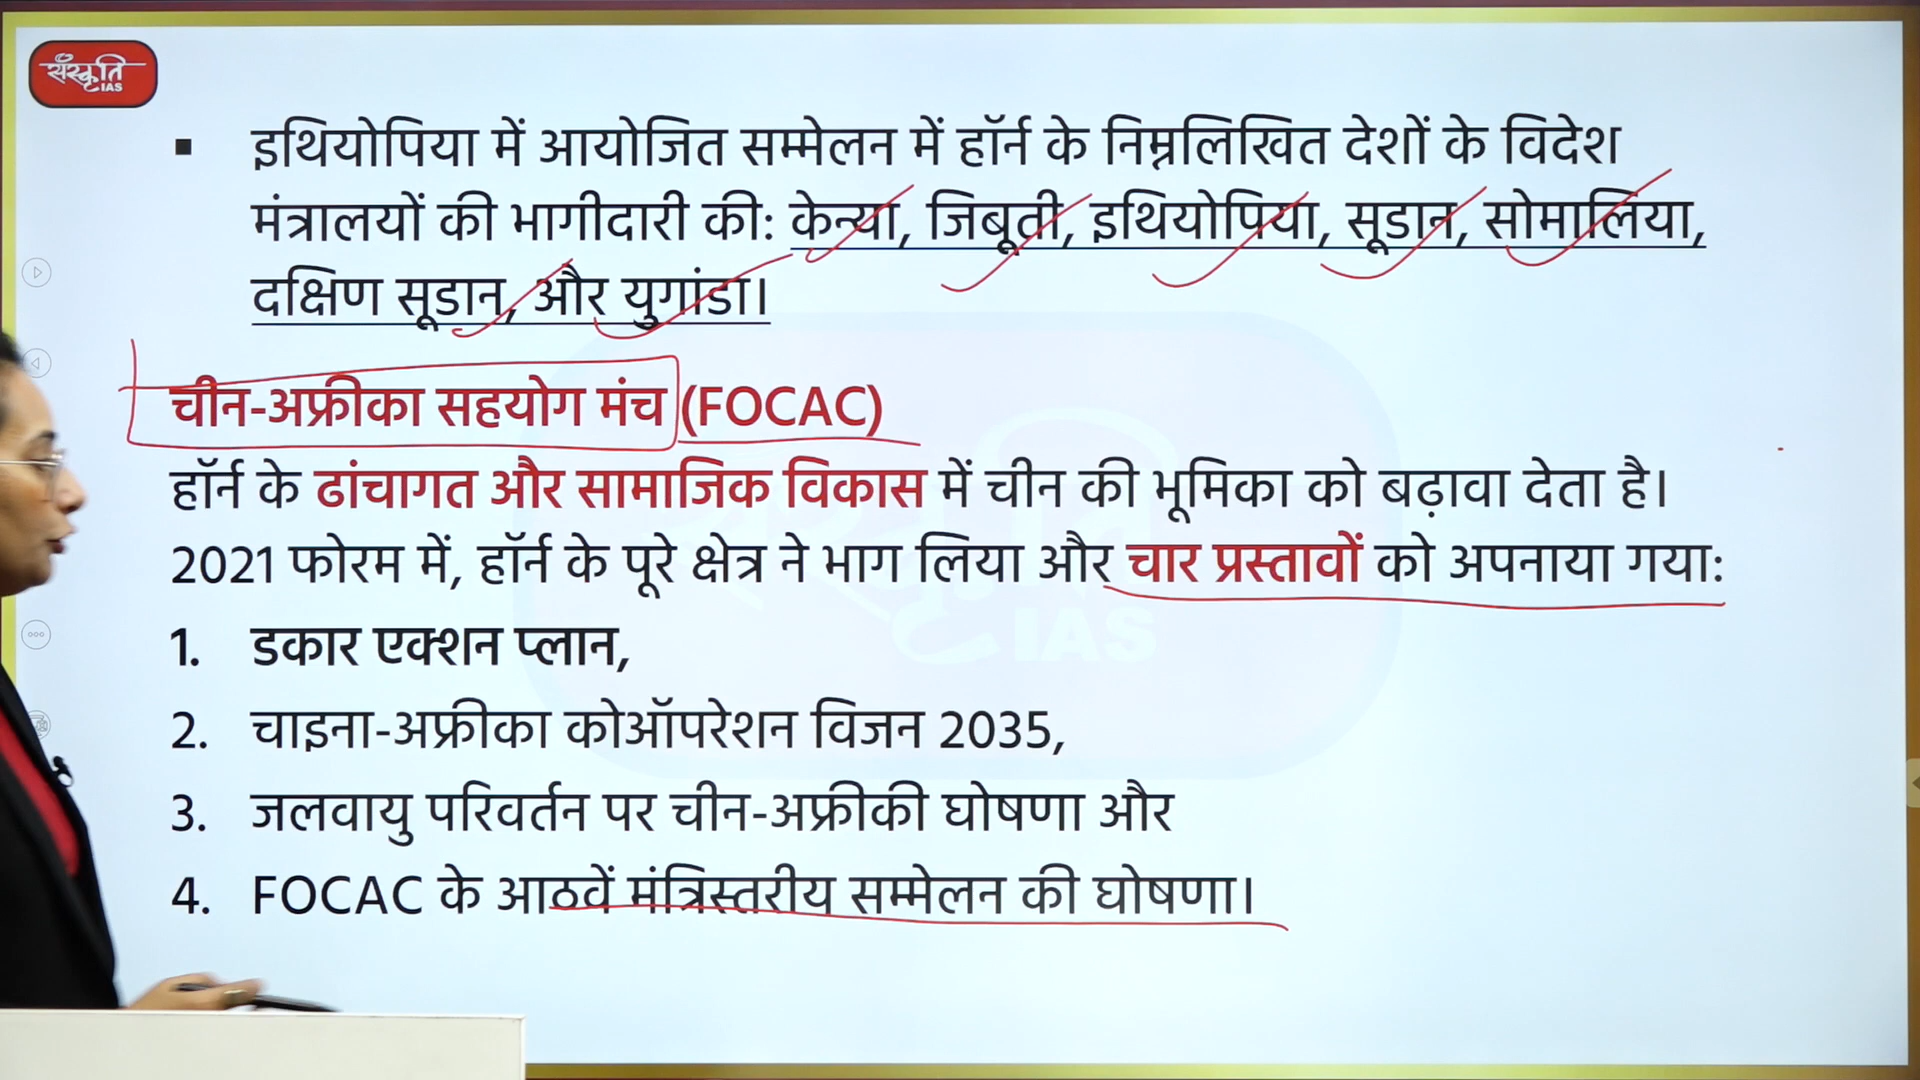 संस्कृति
IAS
▪ इथियोपिया में आयोजित सम्मेलन में हॉर्न के निम्नलिखित देशों के विदेश
मंत्रालयों की भागीदारी की: केन्या, जिबूती, इथियोपिया, सूडान, सोमालिया,
दक्षिण सूडान, और युगांडा।
चीन-अफ्रीका सहयोग मंच (FOCAC)
हॉर्न के ढांचागत और सामाजिक विकास में चीन की भूमिका को बढ़ावा देता है।
2021 फोरम में, हॉर्न के पूरे क्षेत्र ने भाग लिया और चार प्रस्तावों को अपनाया गया:
1. डकार एक्शन प्लान,
2. चाइना-अफ्रीका कोऑपरेशन विजन 2035,
3. जलवायु परिवर्तन पर चीन-अफ्रीकी घोषणा और
4. FOCAC के आठवें मंत्रिस्तरीय सम्मेलन की घोषणा।